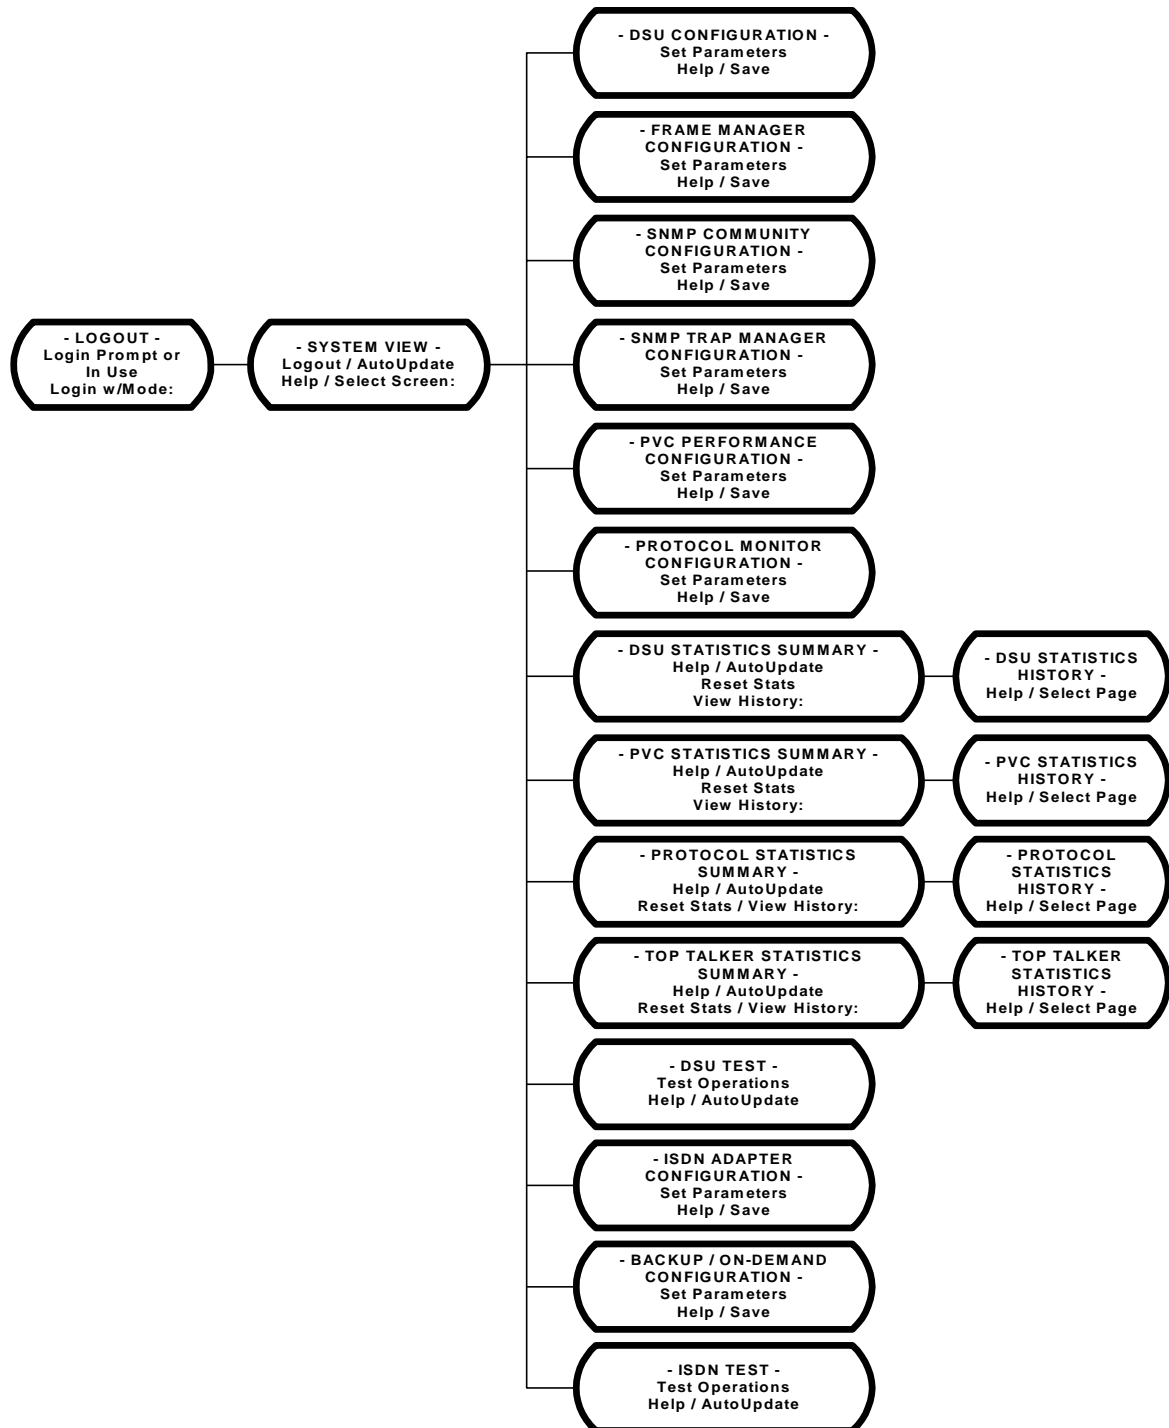 - LOGOUT -
Login Prompt or
In Use
Login w/Mode:
- SYSTEM VIEW -
Logout / AutoUpdate
Help / Select Screen:
- DSU CONFIGURATION -
Set Parameters
Help / Save
- FRAME MANAGER
CONFIGURATION -
Set Parameters
Help / Save
- SNMP COMMUNITY
CONFIGURATION -
Set Parameters
Help / Save
- SNMP TRAP MANAGER
CONFIGURATION -
Set Parameters
Help / Save
- PVC PERFORMANCE
CONFIGURATION -
Set Parameters
Help / Save
- PROTOCOL MONITOR
CONFIGURATION -
Set Parameters
Help / Save
- DSU STATISTICS SUMMARY -
Help / AutoUpdate
Reset Stats
View History:
- DSU STATISTICS
HISTORY -
Help / Select Page
- PVC STATISTICS SUMMARY -
Help / AutoUpdate
Reset Stats
View History:
- PVC STATISTICS
HISTORY -
Help / Select Page
- PROTOCOL STATISTICS
SUMMARY -
Help / AutoUpdate
Reset Stats / View History:
- PROTOCOL
STATISTICS
HISTORY -
Help / Select Page
- TOP TALKER STATISTICS
SUMMARY -
Help / AutoUpdate
Reset Stats / View History:
- TOP TALKER
STATISTICS
HISTORY -
Help / Select Page
- DSU TEST -
Test Operations
Help / AutoUpdate
- ISDN ADAPTER
CONFIGURATION -
Set Parameters
Help / Save
- BACKUP / ON-DEMAND
CONFIGURATION -
Set Parameters
Help / Save
- ISDN TEST -
Test Operations
Help / AutoUpdate